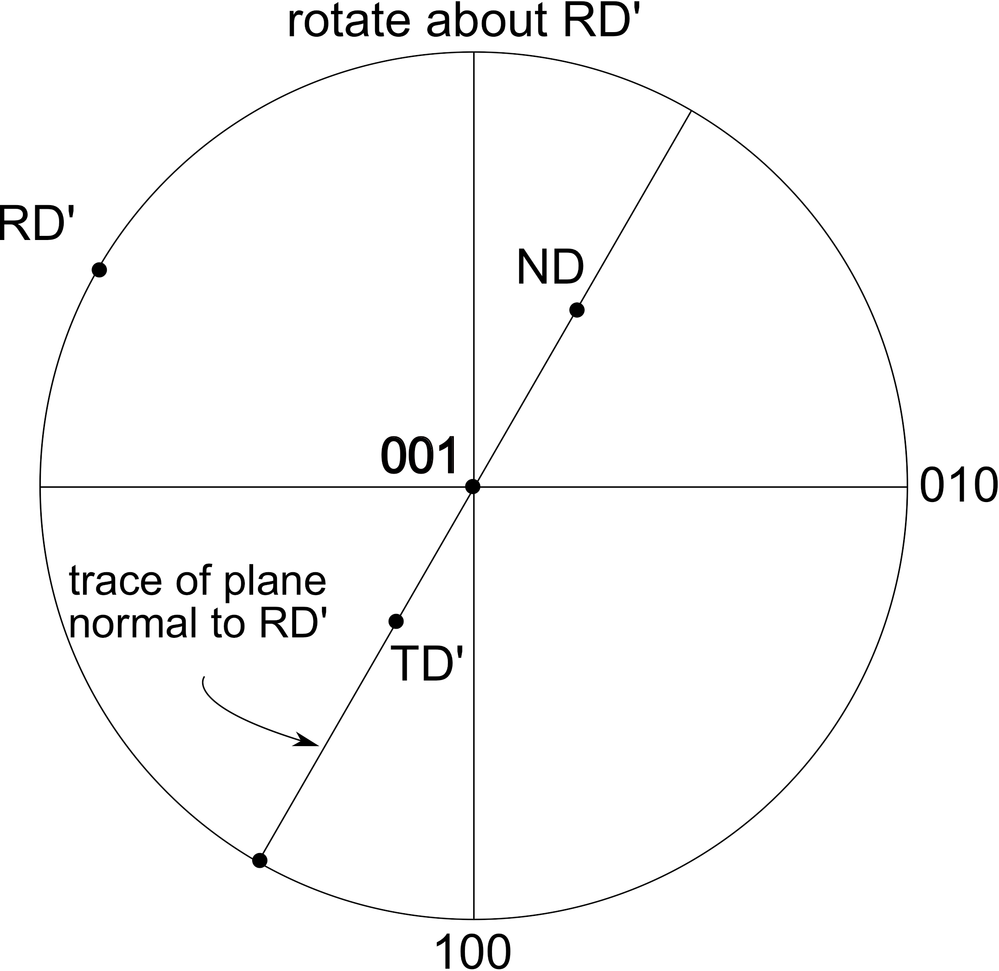 rotate about RD'
RD'
ND
001
010
trace of plane
normal to RD'
TD'
100